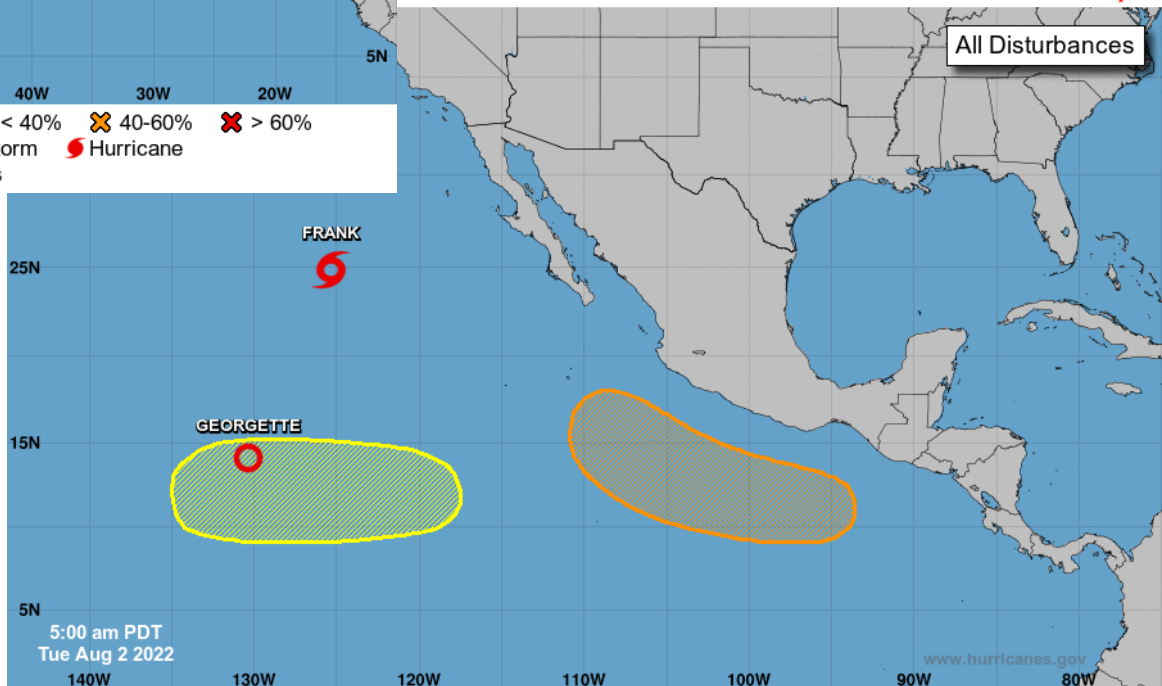 All Disturbances
5N
40W 30W 20W
< 40% 40-60% > 60%
Hurricane
FRANK
25N
GEORGETTE
15N
5N
5:00 am PDT
Tue Aug 2 2022
www.hurricanes.gov
140W 130W 120W 110W 100W 90W 80W